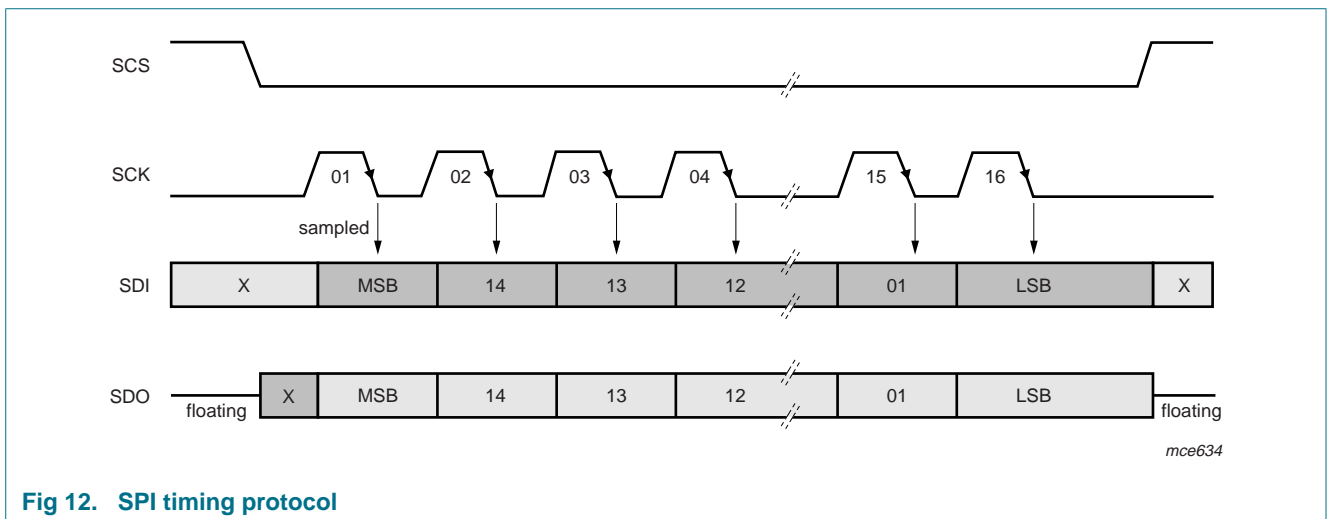 SCS
SCK
01 02 03 04 15 16
sampled
SDI
X MSB 14 13 12 01 LSB X
SDO
X MSB 14 13 12 01 LSB
floating
floating
mce634
Fig 12. SPI timing protocol